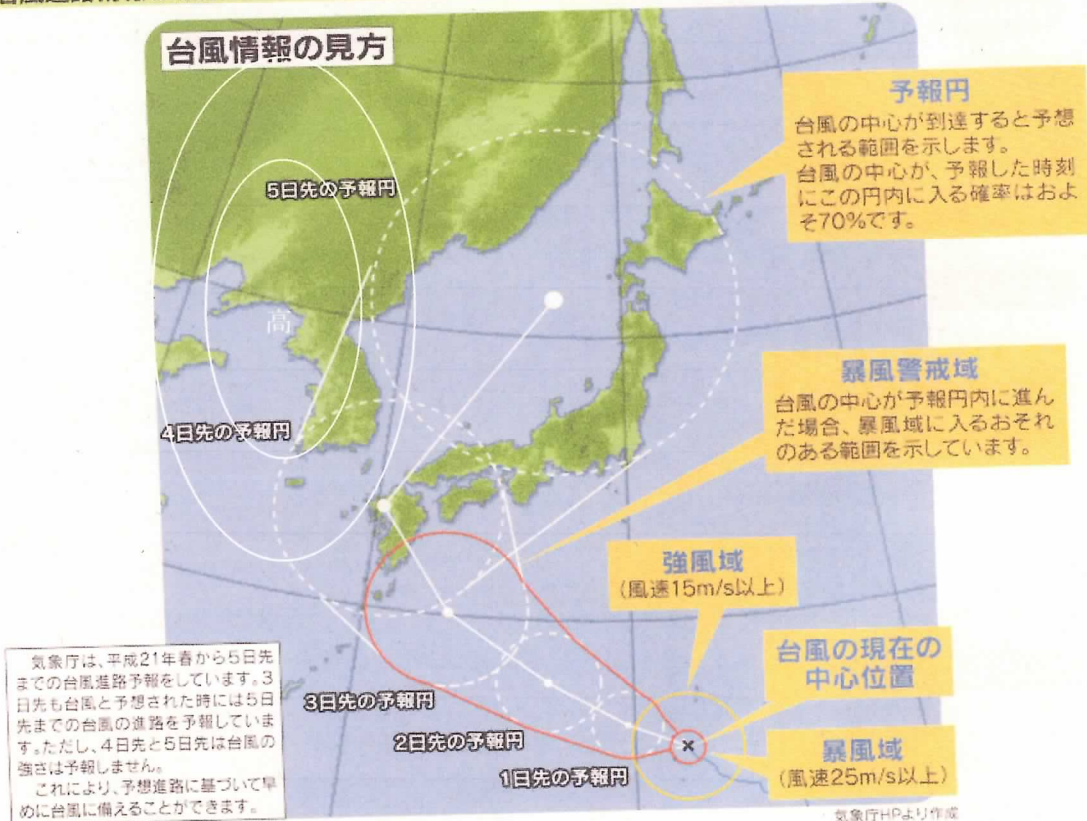 台風情報の見方
予報円
台風の中心が到達すると予想
される範囲を示します。
台風の中心が、予報した時刻
にこの円内に入る確率はおよ
そ70%です。
5日先の予報円
高
暴風警戒域
台風の中心が予報円内に進ん
だ場合、暴風域に入るおそれ
のある範囲を示しています。
4日先の予報円
強風域
(風速15m/s以上)
台風の現在の
中心位置
気象庁は、平成21年春から5日先
までの台風進路予報をしています。3
日先も台風と予想された時には5日
先までの台風の進路を予報していま
す。ただし、4日先と5日先は台風の
強さは予報しません。
これにより、予想進路に基づいて早
めに台風に備えることができます。
3日先の予報円
2日先の予報円
1日先の予報円
暴風域
(風速25m/s以上)
気象庁HPより作成